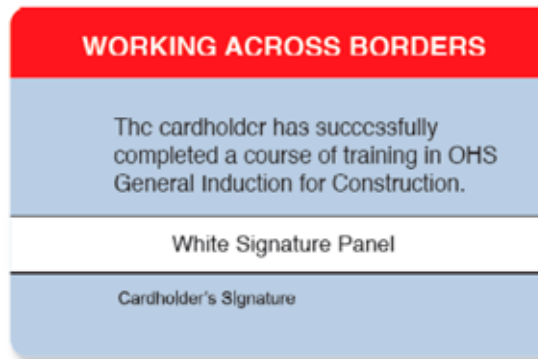 WORKING ACROSS BORDERS
The cardholder has successfully
completed a course of training in OHS
General Induction for Construction.
White Signature Panel
Cardholder's Signature